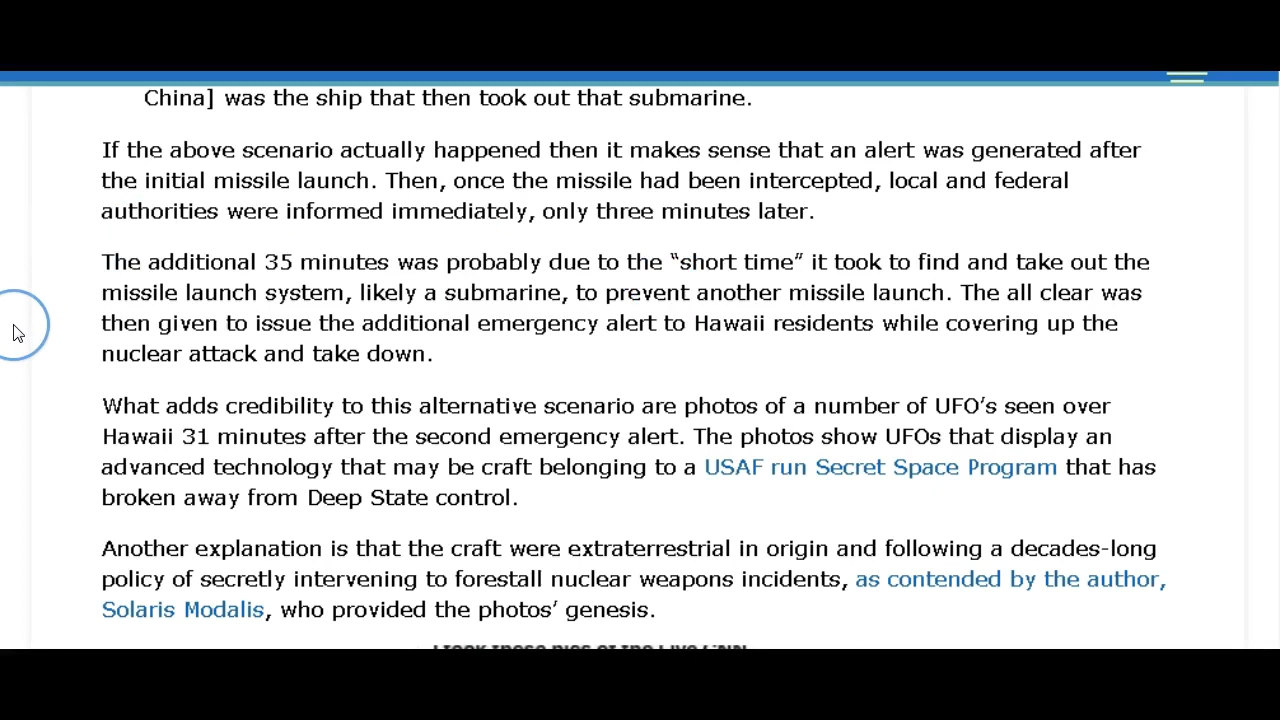 China] was the ship that then took out that submarine.
If the above scenario actually happened then it makes sense that an alert was generated after
the initial missile launch. Then, once the missile had been intercepted, local and federal
authorities were informed immediately, only three minutes later.
The additional 35 minutes was probably due to the “short time” it took to find and take out the
missile launch system, likely a submarine, to prevent another missile launch. The all clear was
then given to issue the additional emergency alert to Hawaii residents while covering up the
nuclear attack and take down.
What adds credibility to this alternative scenario are photos of a number of UFO’s seen over
Hawaii 31 minutes after the second emergency alert. The photos show UFOs that display an
advanced technology that may be craft belonging to a USAF run Secret Space Program that has
broken away from Deep State control.
Another explanation is that the craft were extraterrestrial in origin and following a decades-long
policy of secretly intervening to forestall nuclear weapons incidents, as contended by the author,
Solaris Modalis, who provided the photos’ genesis.
I took these pics of the Live CNN